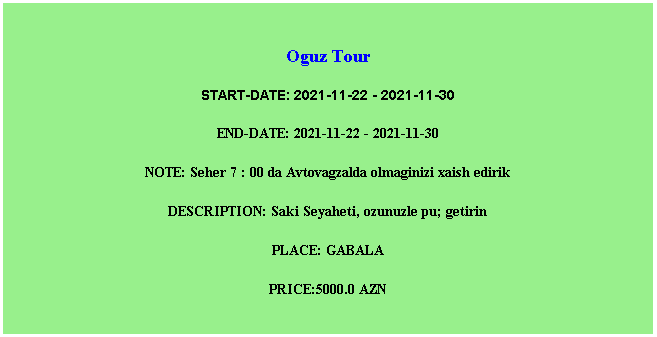 Oguz Tour
START-DATE: 2021-11-22 - 2021-11-30
END-DATE: 2021-11-22 - 2021-11-30
NOTE: Seher 7 : 00 da Avtovagzalda olmaginizi xaish edirik
DESCRIPTION: Saki Seyaheti, ozunuzle pu; getirin
PLACE: GABALA
PRICE:5000.0 AZN